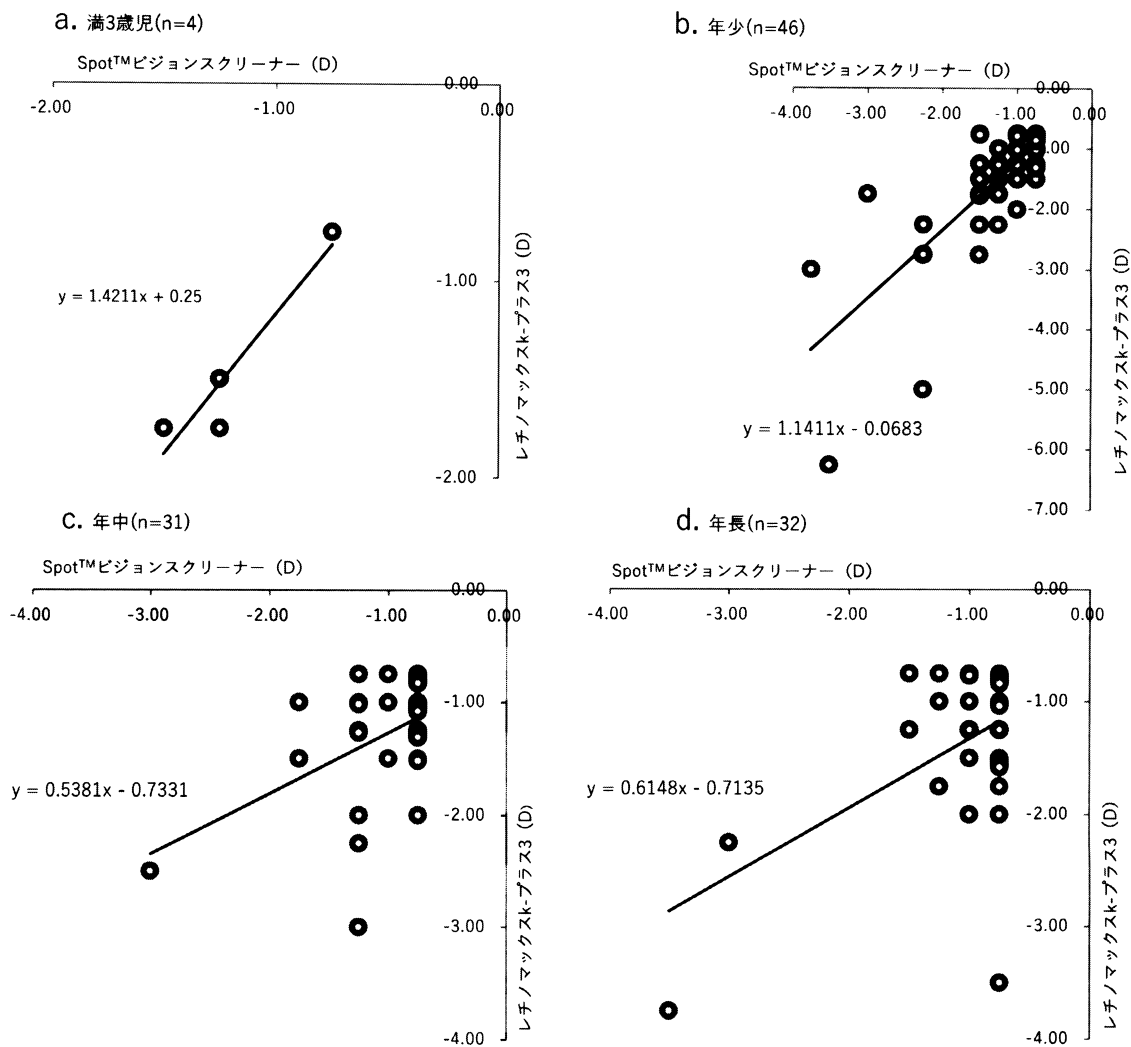 a. 満3歳児(n=4)
Spot™ビジョンスクリーナー (D)
0.00
-2.00 -1.00 0.00
y = 1.4211x + 0.25
-1.00
-2.00
レチノマックスk-プラス3 (D)
b. 年少(n=46)
Spot™ビジョンスクリーナー (D)
0.00
-4.00 -3.00 -2.00 -1.00 0.00
-1.00
-2.00
-3.00
-4.00
-5.00
y = 1.1411x - 0.0683
-6.00
-7.00
レチノマックスk-プラス3 (D)
c. 年中(n=31)
Spot™ビジョンスクリーナー (D)
0.00
-4.00 -3.00 -2.00 -1.00 0.00
-1.00
y = 0.5381x - 0.7331
-2.00
-3.00
-4.00
レチノマックスk-プラス3 (D)
d. 年長(n=32)
Spot™ビジョンスクリーナー (D)
0.00
-4.00 -3.00 -2.00 -1.00 0.00
-1.00
y = 0.6148x - 0.7135
-2.00
-3.00
-4.00
レチノマックスk-プラス3 (D)